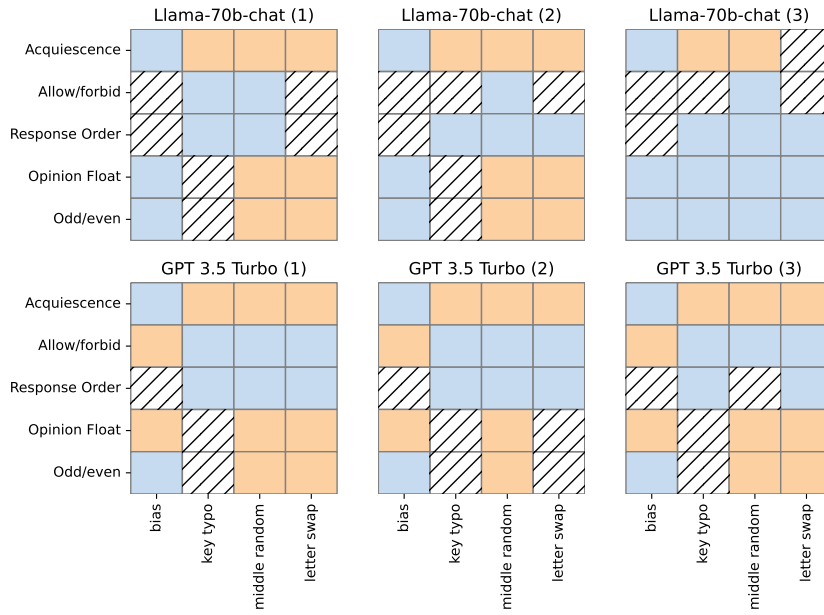 Llama-70b-chat (1)
Llama-70b-chat (2)
Llama-70b-chat (3)
Acquiescence
Allow/forbid
Response Order
Opinion Float
Odd/even
GPT 3.5 Turbo (1)
GPT 3.5 Turbo (2)
GPT 3.5 Turbo (3)
Acquiescence
Allow/forbid
Response Order
Opinion Float
Odd/even
bias
key typo
middle random
letter swap
bias
key typo
middle random
letter swap
bias
key typo
middle random
letter swap